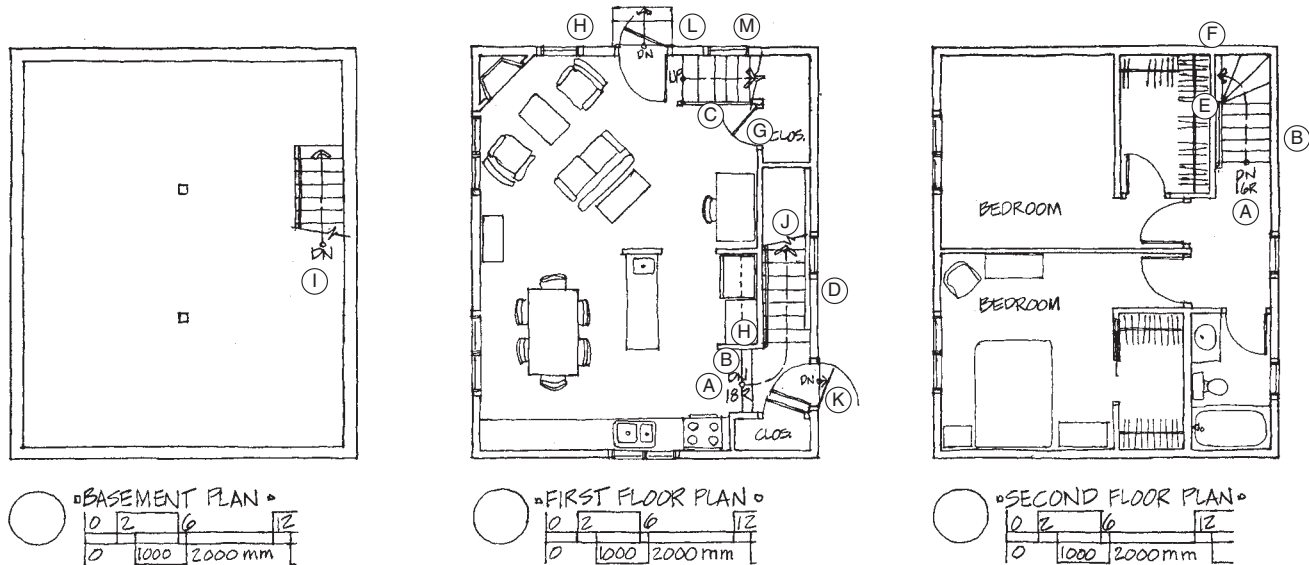 H
L
M
F
DN
UP
C
G
CLOS.
E
B
DN
16R
A
BEDROOM
J
DN
I
D
BEDROOM
H
B
A
DN
18R
DN
K
CLOS.
BASEMENT PLAN
0 2 6 12
0 1000 2000 mm
FIRST FLOOR PLAN
0 2 6 12
0 1000 2000 mm
SECOND FLOOR PLAN
0 2 6 12
0 1000 2000 mm